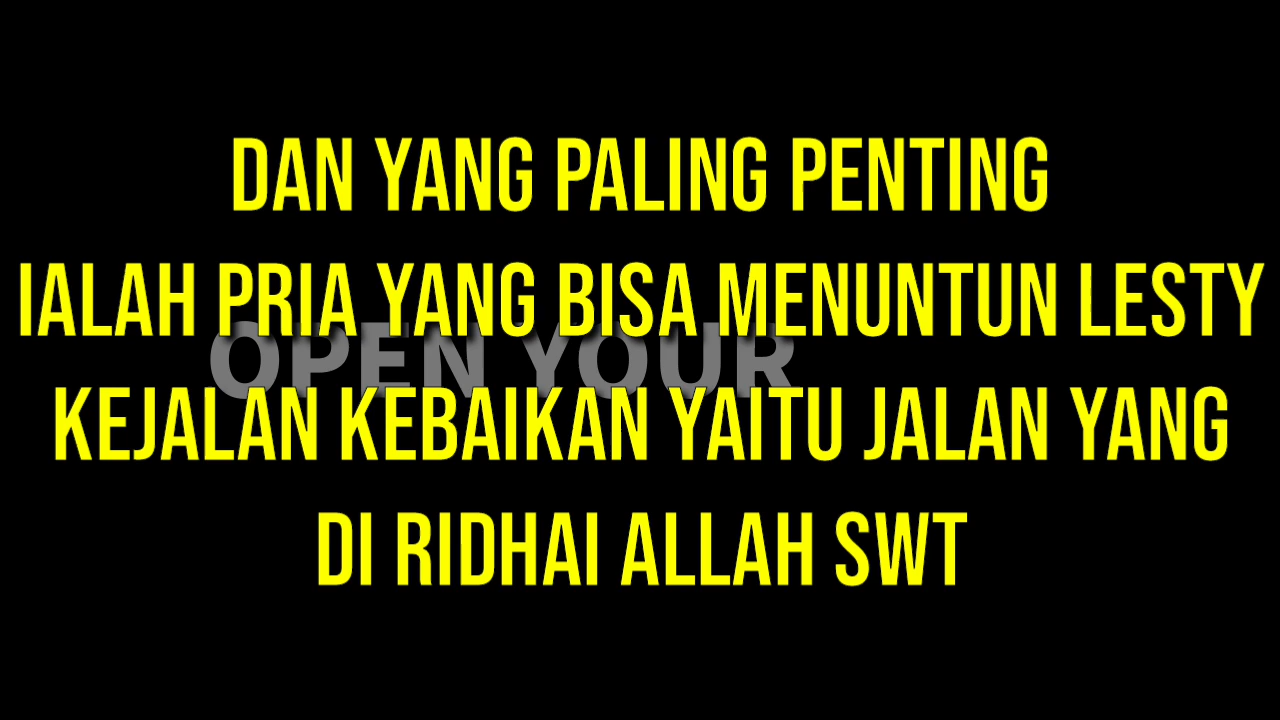 DAN YANG PALING PENTING
IALAH PRIA YANG BISA MENUNTUN LESTY
OPEN YOUR
KEJALAN KEBAIKAN YAITU JALAN YANG
DI RIDHAI ALLAH SWT